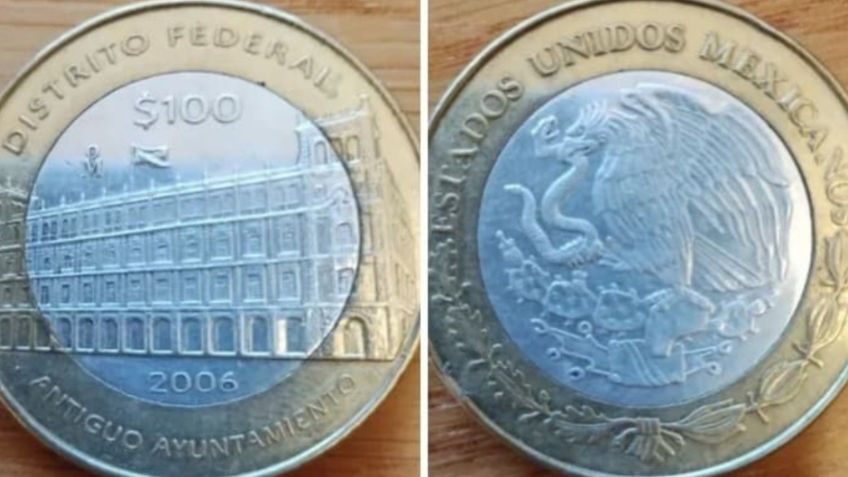 DISTRITO FEDERAL
$100
M
2006
ANTIGUO AYUNTAMIENTO
ESTADOS UNIDOS MEXICANOS